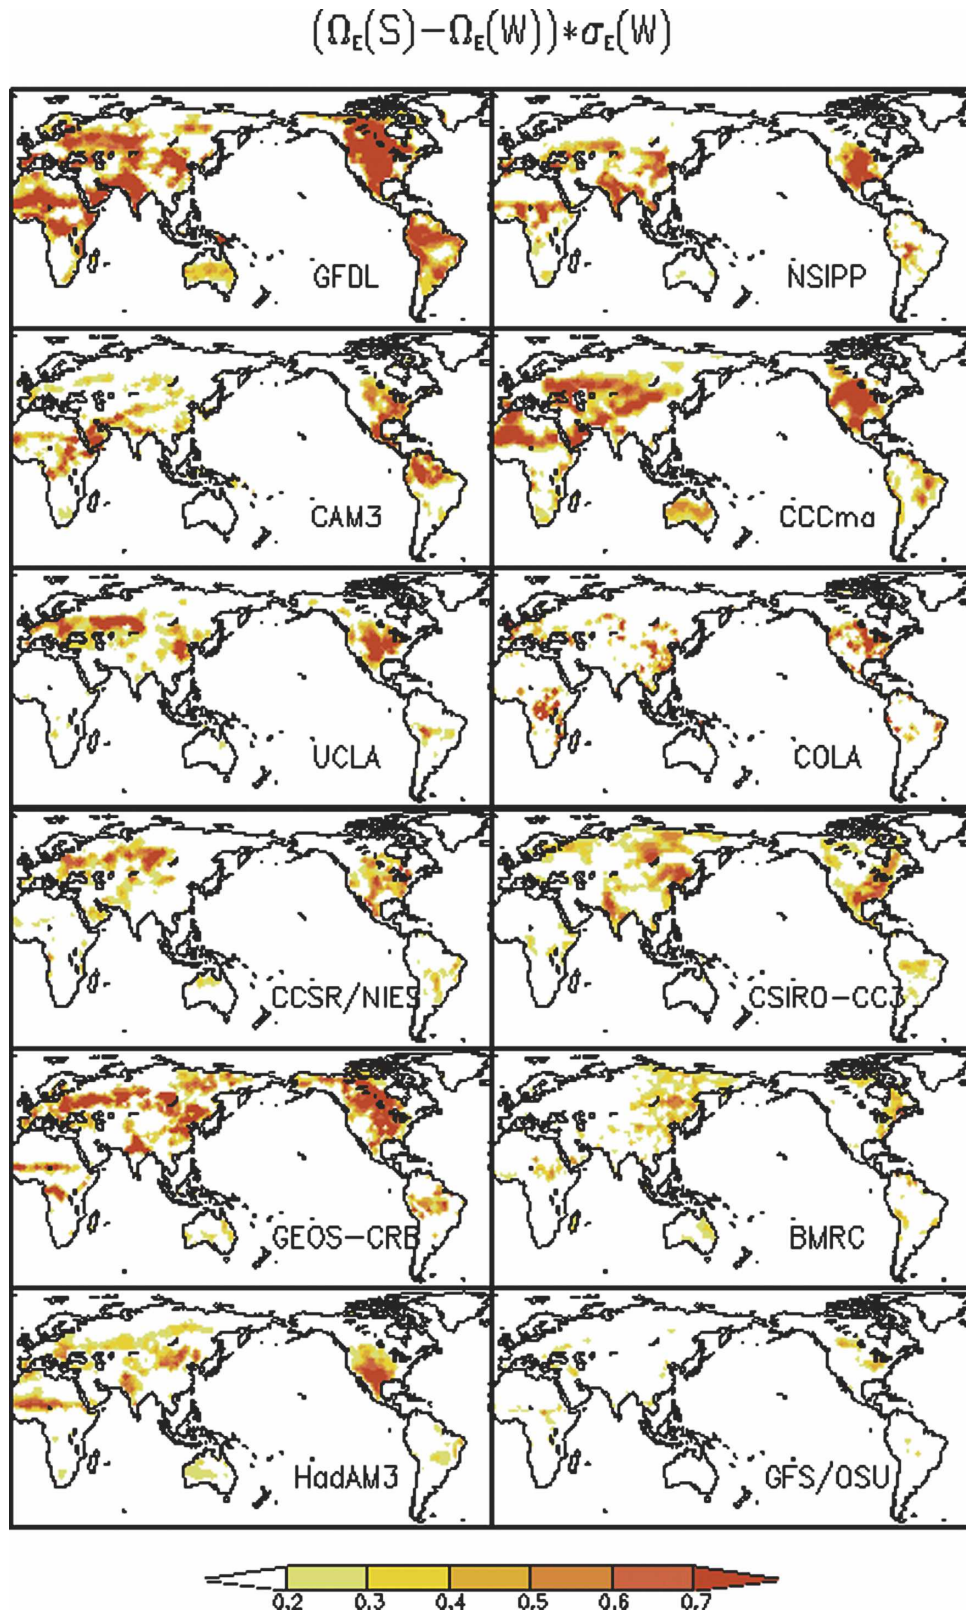 (Ω_E(S)−Ω_E(W))*σ_E(W)
GFDL
NSIPP
CAM3
CCCma
UCLA
COLA
CCSR/NIES
CSIRO−CC3
GEOS−CRB
BMRC
HadAM3
GFS/OSU
0.2 0.3 0.4 0.5 0.6 0.7